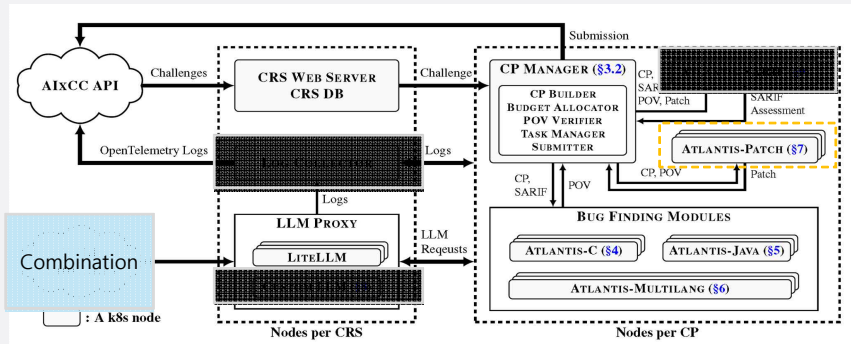 Submission
AIxCC API
Challenges
CRS Web Server
CRS DB
Challenge
CP Manager (§3.2)
CP Builder
Budget Allocator
POV Verifier
Task Manager
Submitter
CP,
SARIF
POV, Patch
SARIF
Assessment
OpenTelemetry Logs
Logs
Atlantis-Patch (§7)
CP, POV
Patch
CP,
SARIF
POV
Logs
LLM Proxy
LiteLLM
LLM
Reqeusts
Bug Finding Modules
Atlantis-C (§4)
Atlantis-Java (§5)
Atlantis-Multilang (§6)
Combination
: A k8s node
Nodes per CRS
Nodes per CP